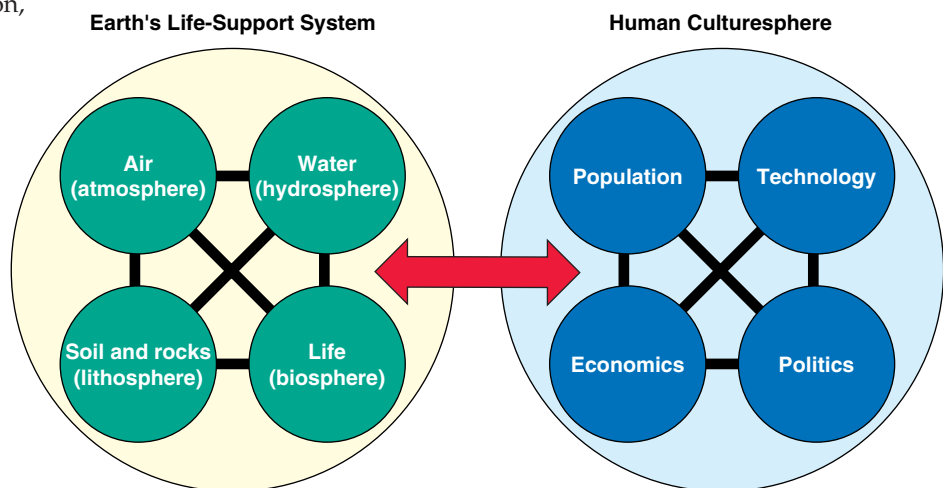 on,
Earth's Life-Support System
Human Culturesphere
Air
(atmosphere)
Water
(hydrosphere)
Population
Technology
Soil and rocks
(lithosphere)
Life
(biosphere)
Economics
Politics